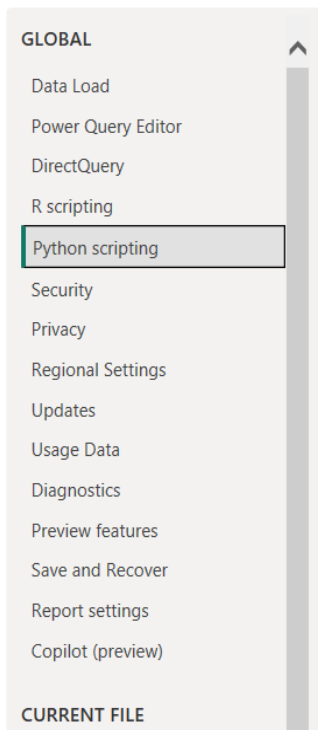 GLOBAL
Data Load
Power Query Editor
DirectQuery
R scripting
Python scripting
Security
Privacy
Regional Settings
Updates
Usage Data
Diagnostics
Preview features
Save and Recover
Report settings
Copilot (preview)
CURRENT FILE